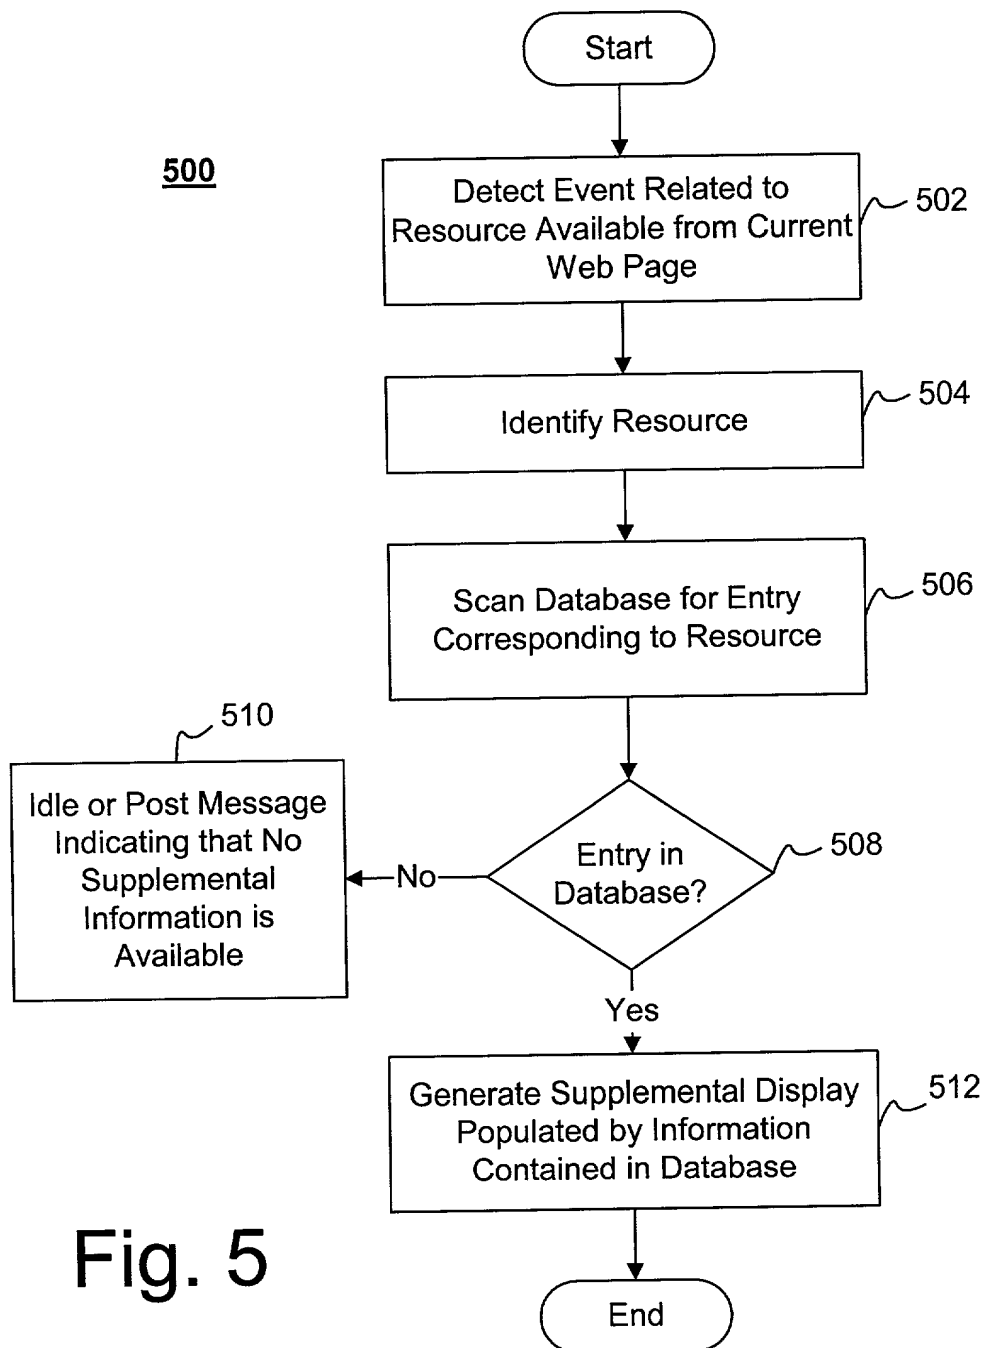 Start
500
Detect Event Related to
Resource Available from Current
Web Page
502
Identify Resource
504
Scan Database for Entry
Corresponding to Resource
506
510
Idle or Post Message
Indicating that No
Supplemental
Information is
Available
No
Entry in
Database?
508
Yes
Generate Supplemental Display
Populated by Information
Contained in Database
512
Fig. 5
End